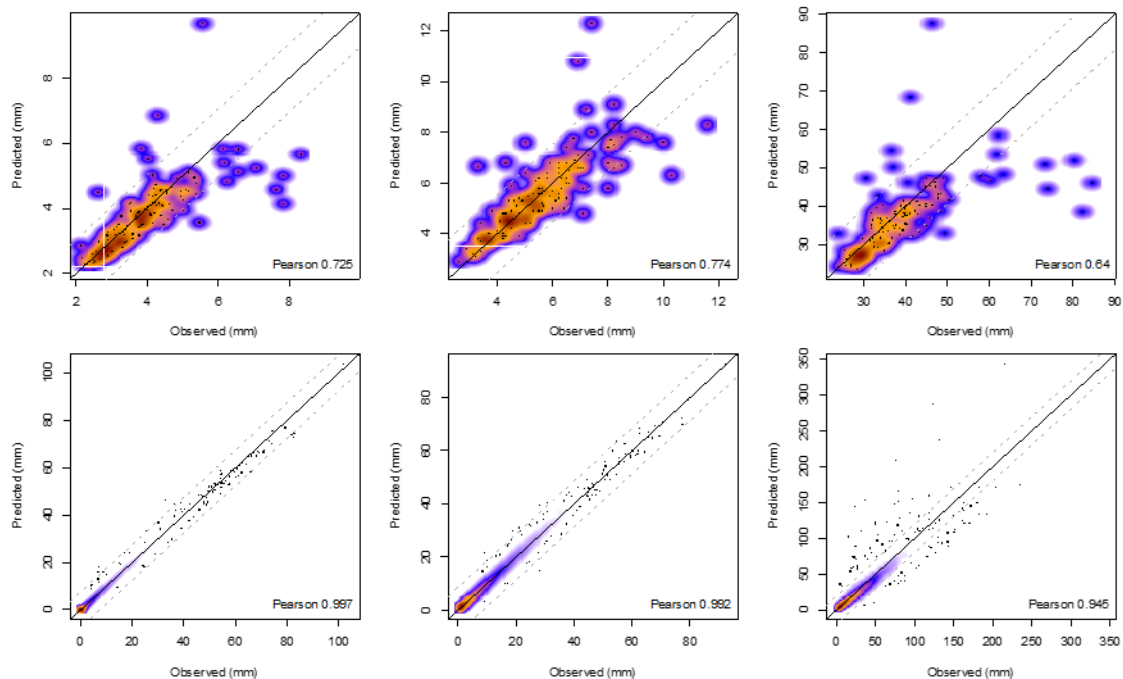 Predicted (mm)
2 4 6 8
2 4 6 8
Pearson 0.725
Observed (mm)
Predicted (mm)
4 6 8 10 12
4 6 8 10 12
Pearson 0.774
Observed (mm)
Predicted (mm)
30 40 50 60 70 80 90
30 40 50 60 70 80 90
Pearson 0.64
Observed (mm)
Predicted (mm)
0 20 40 60 80 100
0 20 40 60 80 100
Pearson 0.997
Observed (mm)
Predicted (mm)
0 20 40 60 80
0 20 40 60 80
Pearson 0.992
Observed (mm)
Predicted (mm)
0 50 100 150 200 250 300 350
0 50 100 150 200 250 300 350
Pearson 0.945
Observed (mm)